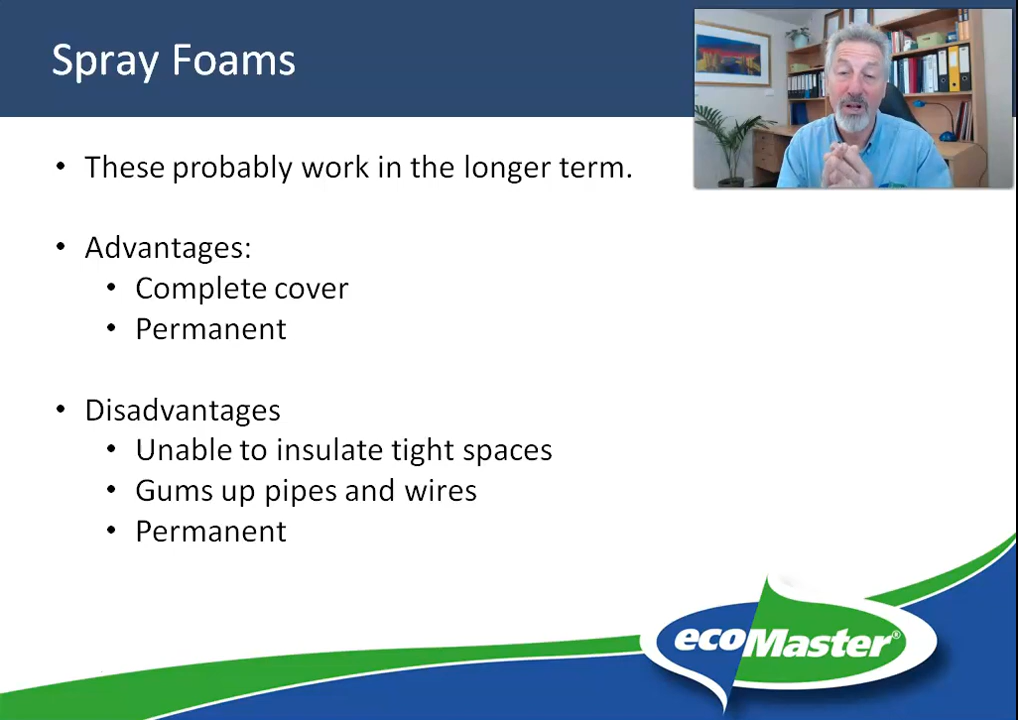 Spray Foams
• These probably work in the longer term.
• Advantages:
• Complete cover
• Permanent
• Disadvantages
• Unable to insulate tight spaces
• Gums up pipes and wires
• Permanent
ecoMaster®